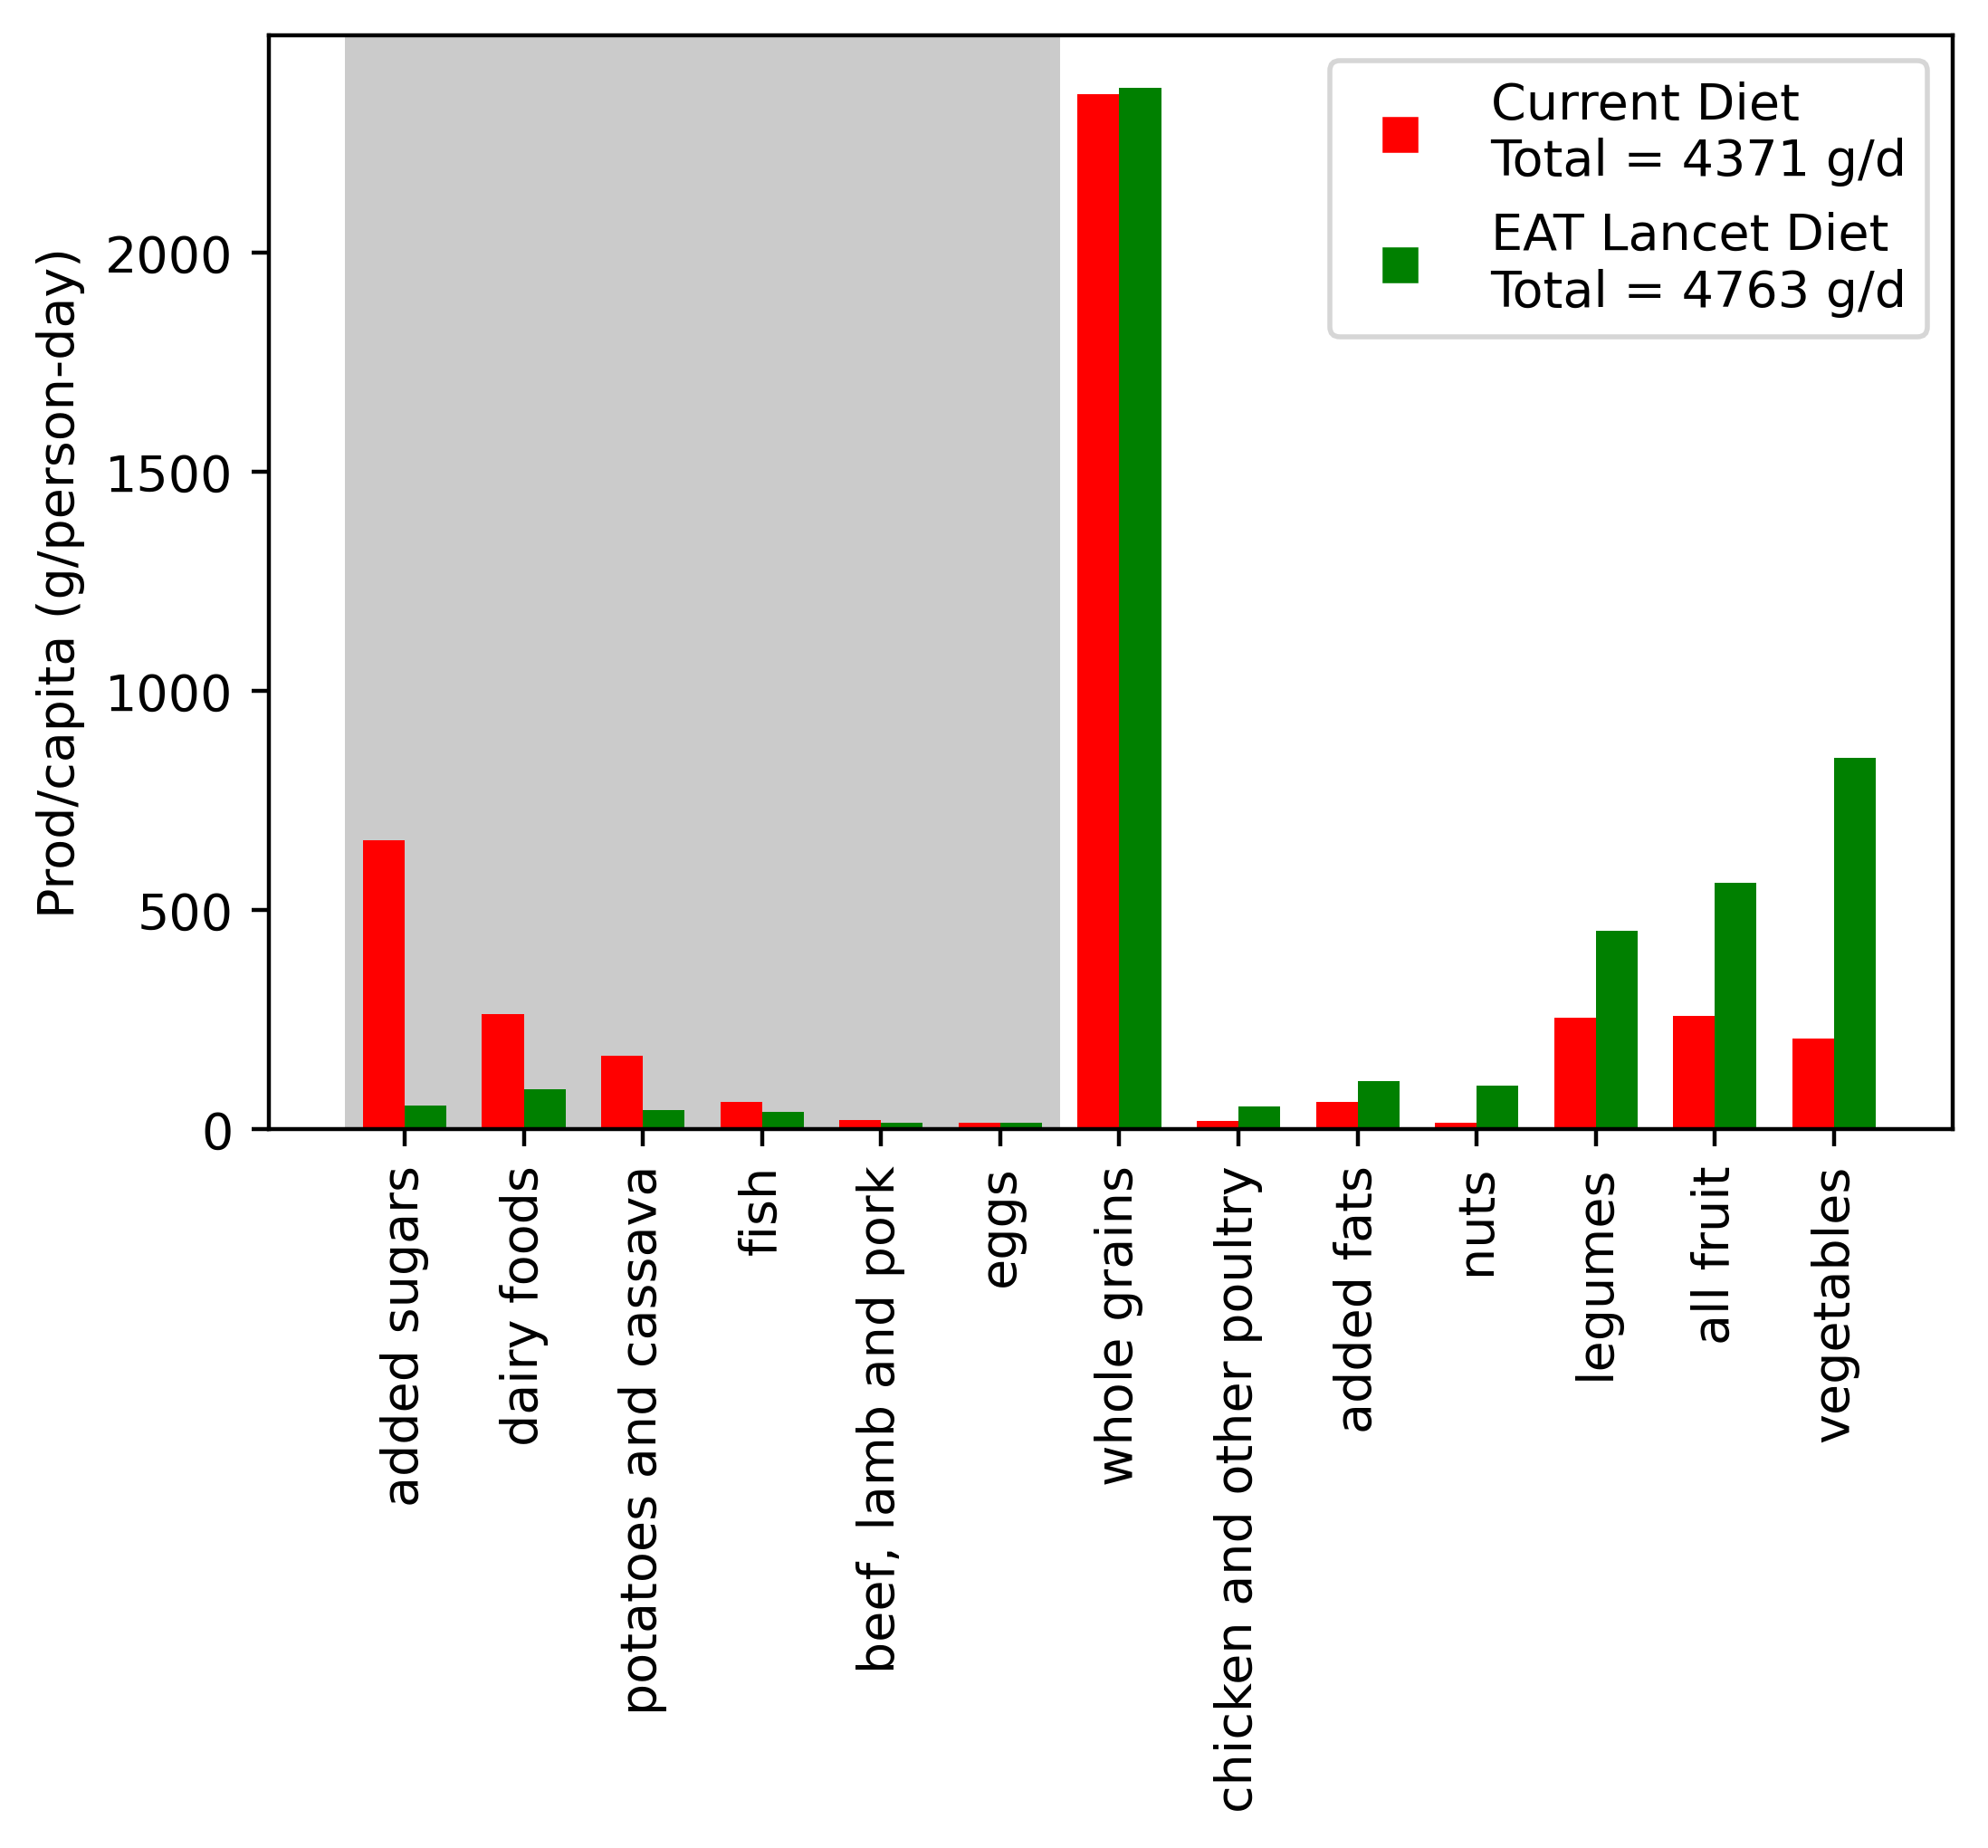 Current Diet
Total = 4371 g/d
EAT Lancet Diet
Total = 4763 g/d
Prod/capita (g/person-day)
2000
1500
1000
500
0
added sugars
dairy foods
potatoes and cassava
fish
beef, lamb and pork
eggs
whole grains
chicken and other poultry
added fats
nuts
legumes
all fruit
vegetables